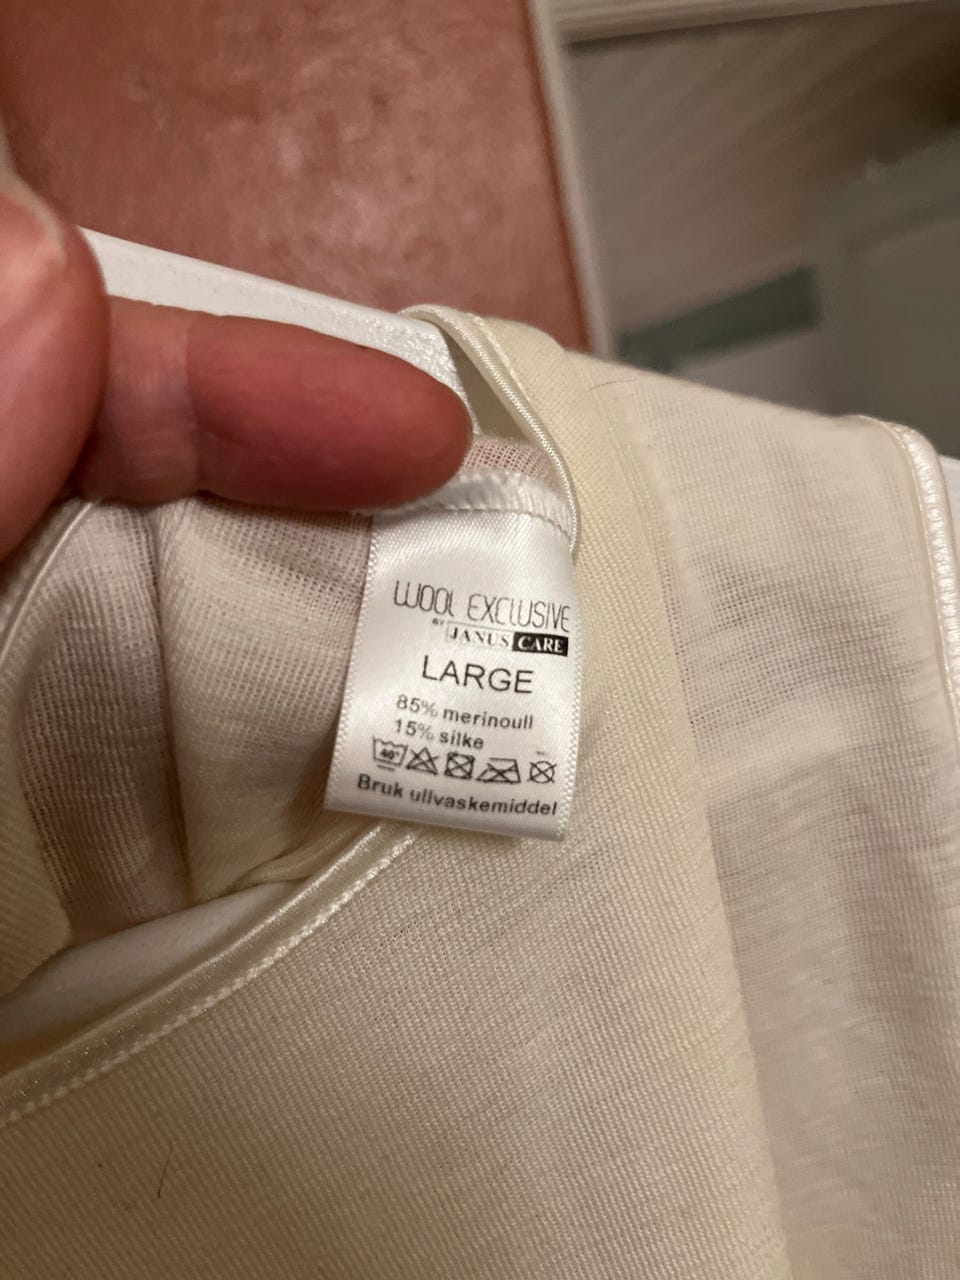 WOOL EXCLUSIVE
BY JANUS CARE
LARGE
85% merinoull
15% silke
40°
Bruk ullvaskemiddel